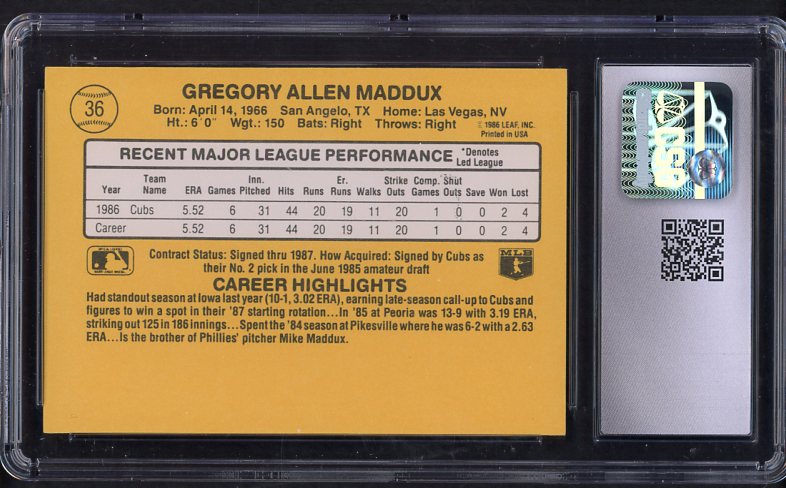 36
GREGORY ALLEN MADDUX
Born: April 14, 1966 San Angelo, TX Home: Las Vegas, NV
Ht.: 6´0˝ Wgt.: 150 Bats: Right Throws: Right
© 1986 LEAF, INC.
Printed in USA
RECENT MAJOR LEAGUE PERFORMANCE
*Denotes
Led League
Year Team Name ERA Games Inn. Pitched Hits Runs Er. Runs Walks Strike Outs Comp. Games Shut Outs Save Won Lost
1986 Cubs 5.52 6 31 44 20 19 11 20 1 0 0 2 4
Career 5.52 6 31 44 20 19 11 20 1 0 0 2 4
Contract Status: Signed thru 1987. How Acquired: Signed by Cubs as
their No. 2 pick in the June 1985 amateur draft
MLB
CAREER HIGHLIGHTS
Had standout season at Iowa last year (10-1, 3.02 ERA), earning late-season call-up to Cubs and
figures to win a spot in their '87 starting rotation...In '85 at Peoria was 13-9 with 3.19 ERA,
striking out 125 in 186 innings...Spent the '84 season at Pikesville where he was 6-2 with a 2.63
ERA...Is the brother of Phillies' pitcher Mike Maddux.